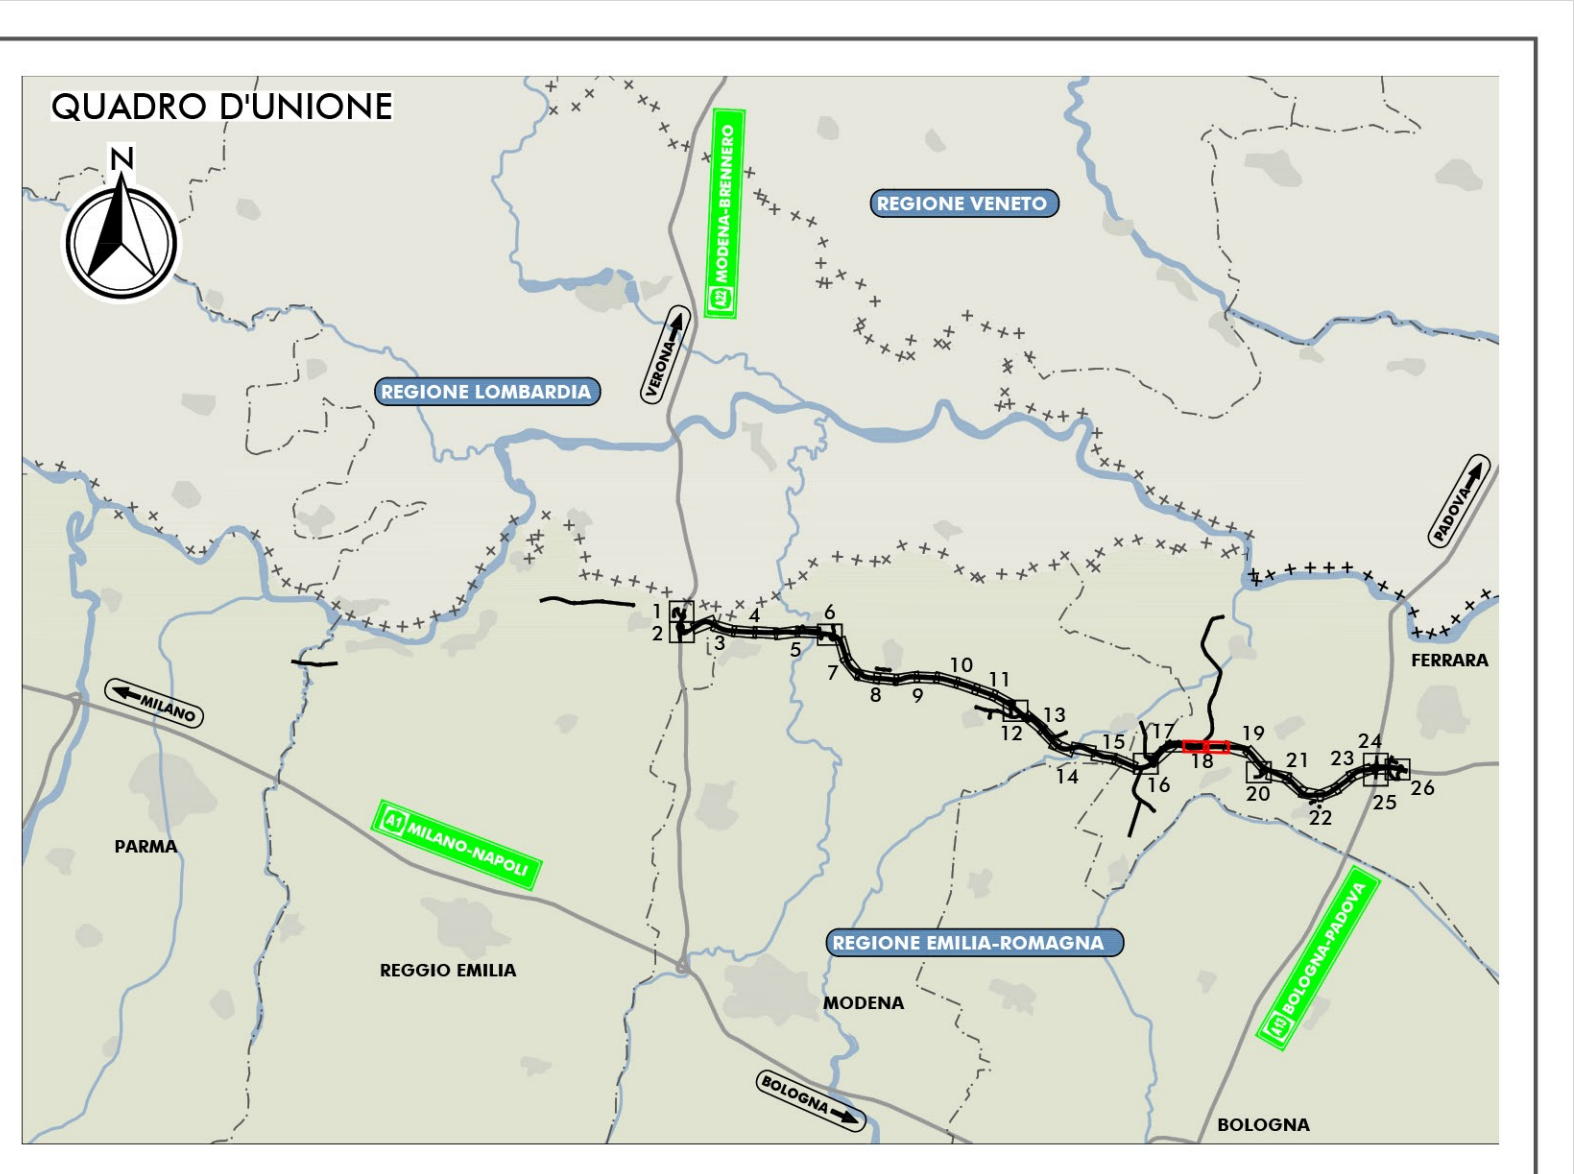 QUADRO D'UNIONE
N
A22 MODENA-BRENNERO
REGIONE VENETO
VERONA
REGIONE LOMBARDIA
PADOVA
1
2
3
4
5
6
7
8
9
10
11
12
13
14
15
16
17
18
19
20
21
22
23
24
25
26
FERRARA
MILANO
PARMA
A1 MILANO-NAPOLI
REGIONE EMILIA-ROMAGNA
REGGIO EMILIA
MODENA
A13 BOLOGNA-PADOVA
BOLOGNA
BOLOGNA